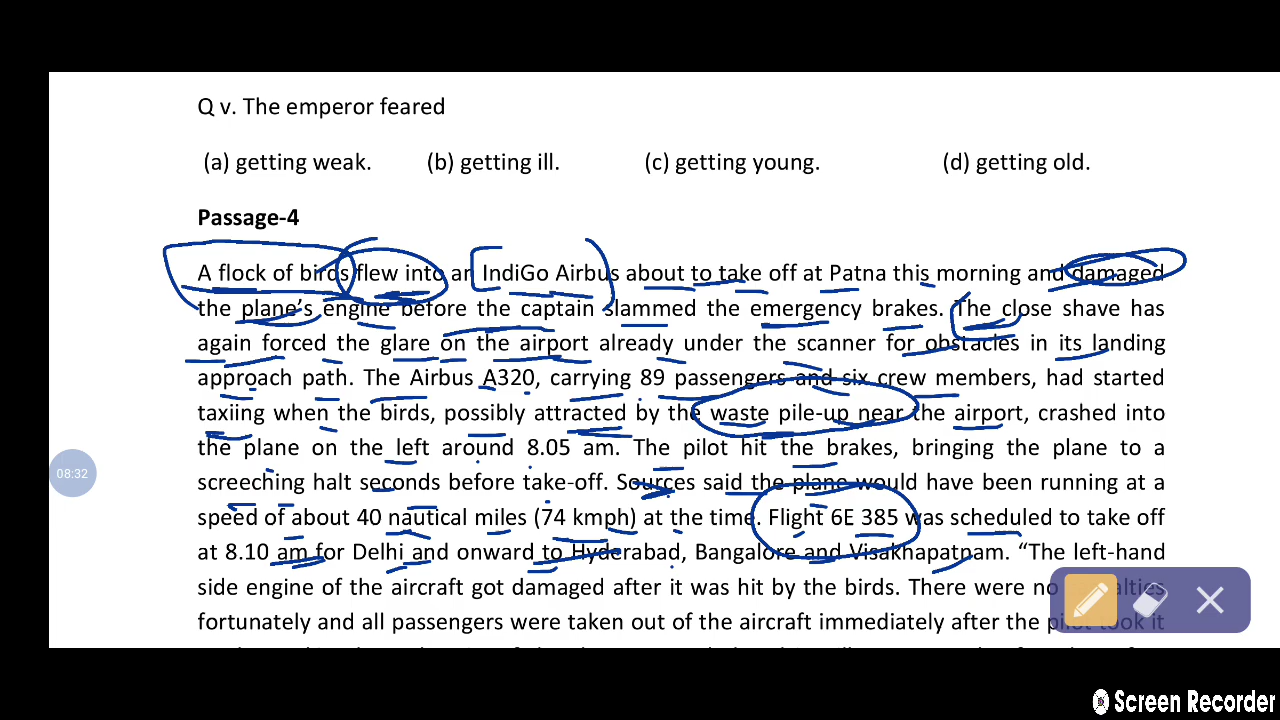 Q v. The emperor feared
(a) getting weak. (b) getting ill. (c) getting young. (d) getting old.
Passage-4
A flock of birds flew into an IndiGo Airbus about to take off at Patna this morning and damaged
the plane's engine before the captain slammed the emergency brakes. The close shave has
again forced the glare on the airport already under the scanner for obstacles in its landing
approach path. The Airbus A320, carrying 89 passengers and six crew members, had started
taxiing when the birds, possibly attracted by the waste pile-up near the airport, crashed into
the plane on the left around 8.05 am. The pilot hit the brakes, bringing the plane to a
screeching halt seconds before take-off. Sources said the plane would have been running at a
speed of about 40 nautical miles (74 kmph) at the time. Flight 6E 385 was scheduled to take off
at 8.10 am for Delhi and onward to Hyderabad, Bangalore and Visakhapatnam. “The left-hand
side engine of the aircraft got damaged after it was hit by the birds. There were no
fortunately and all passengers were taken out of the aircraft immediately after the pilot took it
08:32
Screen Recorder